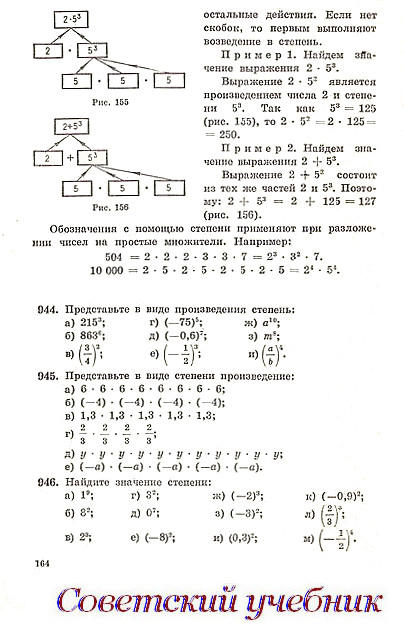 2·5³
2 · 5³
5 · 5 · 5
Рис. 155
2+5³
2 + 5³
5 · 5 · 5
Рис. 156
остальные действия. Если нет
скобок, то первым выполняют
возведение в степень.
Пример 1. Найдем зна-
чение выражения 2 · 5³.
Выражение 2 · 5³ является
произведением числа 2 и степе-
ни 5³. Так как 5³ = 125
(рис. 155), то 2 · 5³ = 2 · 125 =
= 250.
Пример 2. Найдем зна-
чение выражения 2 + 5³.
Выражение 2 + 5³ состоит
из тех же частей 2 и 5³. Поэто-
му: 2 + 5³ = 2 + 125 = 127
(рис. 156).
Обозначения с помощью степени применяют при разложе-
нии чисел на простые множители. Например:
504 = 2 · 2 · 2 · 3 · 3 · 7 = 2³ · 3² · 7.
10 000 = 2 · 5 · 2 · 5 · 2 · 5 · 2 · 5 = 2⁴ · 5⁴.
944. Представьте в виде произведения степень:
а) 215³; г) (—75)⁵; ж) a¹⁰;
б) 863⁶; д) (—0,6)⁷; з) m⁸;
в) (3/4)²; е) (—1/2)³; и) (a/b)⁴.
945. Представьте в виде степени произведение:
а) 6 · 6 · 6 · 6 · 6 · 6 · 6 · 6;
б) (—4) · (—4) · (—4) · (—4);
в) 1,3 · 1,3 · 1,3 · 1,3 · 1,3;
г) 2/3 · 2/3 · 2/3 · 2/3;
д) y · y · y · y · y · y · y · y · y · y;
е) (—a) · (—a) · (—a) · (—a) · (—a).
946. Найдите значение степени:
а) 1⁹; г) 3²; ж) (—2)³; к) (—0,9)²;
б) 8²; д) 0⁷; з) (—3)²; л) (2/3)³;
в) 2³; е) (—8)³; и) (0,3)²; м) (—1/2)⁴.
164
Советский учебник